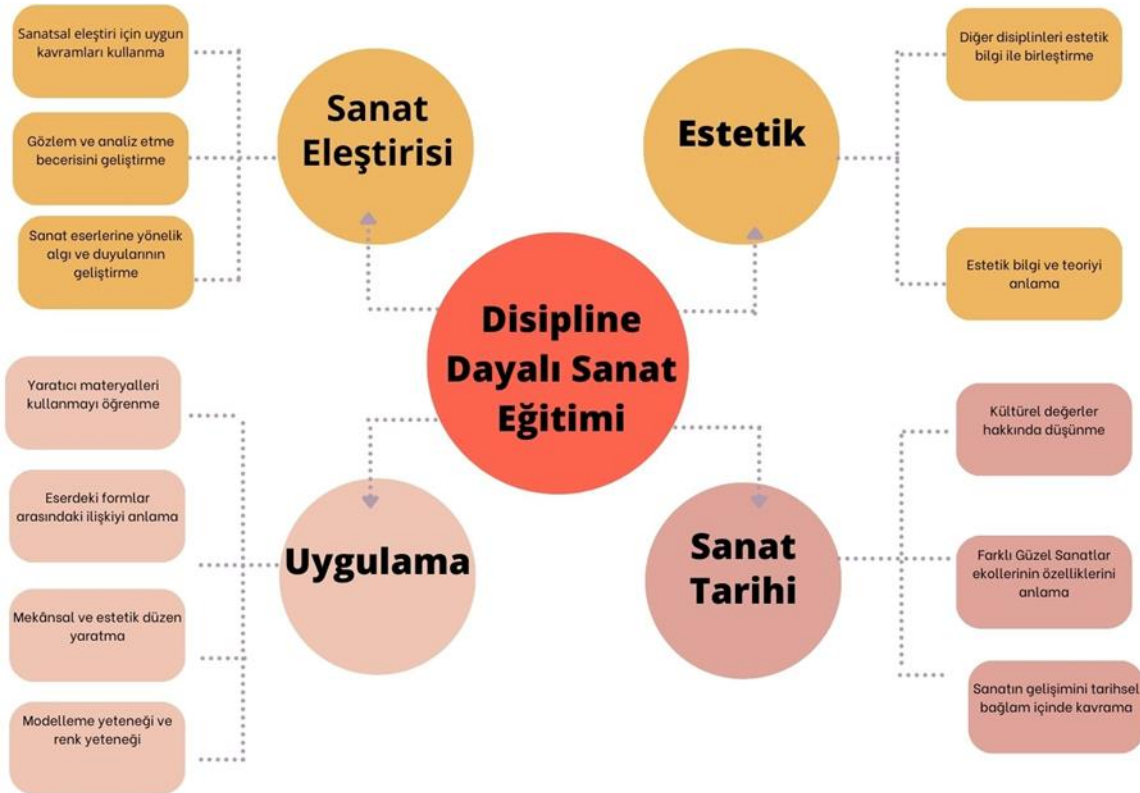 Sanatsal eleştiri için uygun
kavramları kullanma
Gözlem ve analiz etme
becerisini geliştirme
Sanat eserlerine yönelik
algı ve duyularının
geliştirme
Sanat
Eleştirisi
Estetik
Diğer disiplinleri estetik
bilgi ile birleştirme
Estetik bilgi ve teoriyi
anlama
Disipline
Dayalı Sanat
Eğitimi
Yaratıcı materyalleri
kullanmayı öğrenme
Eserdeki formlar
arasındaki ilişkiyi anlama
Mekânsal ve estetik düzen
yaratma
Modelleme yeteneği ve
renk yeteneği
Uygulama
Sanat
Tarihi
Kültürel değerler
hakkında düşünme
Farklı Güzel Sanatlar
ekollerinin özelliklerini
anlama
Sanatın gelişimini tarihsel
bağlam içinde kavrama